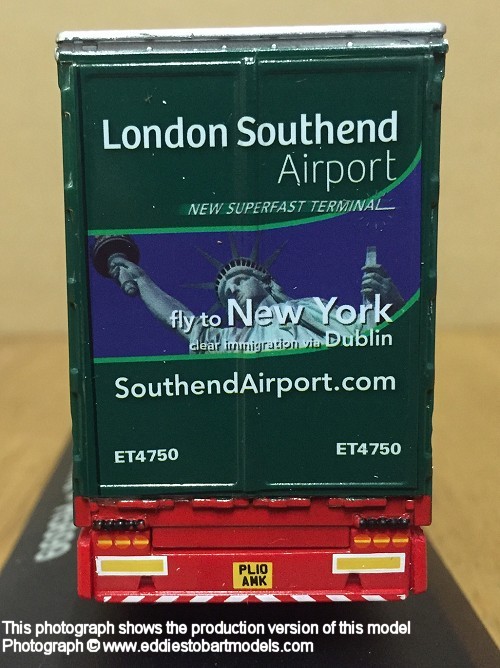 London Southend
Airport
NEW SUPERFAST TERMINAL
fly to New York
clear immigration via Dublin
SouthendAirport.com
ET4750
ET4750
PL10
AWK
This photograph shows the production version of this model
Photograph © www.eddiestobartmodels.com